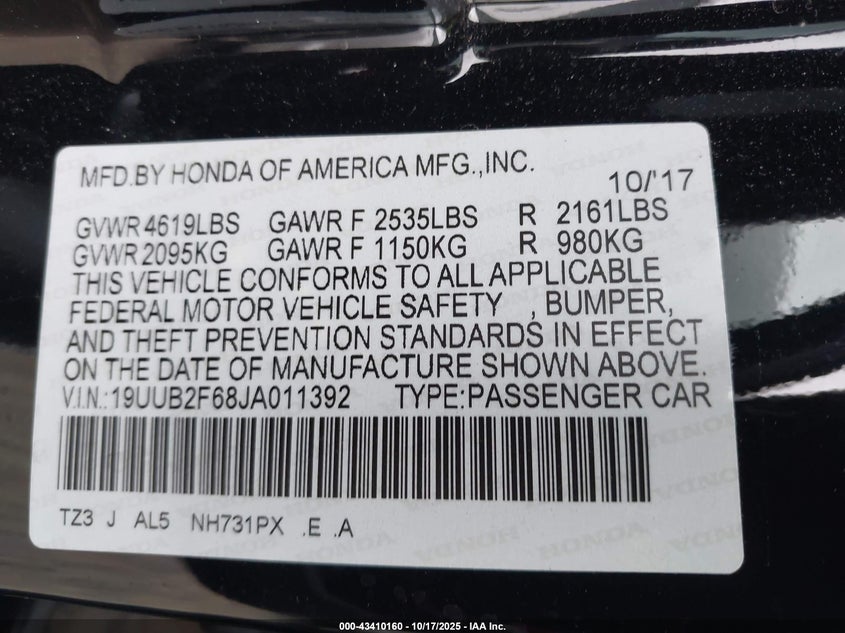 MFD.BY HONDA OF AMERICA MFG.,INC. 10/'17
GVWR 4619LBS GAWR F 2535LBS R 2161LBS
GVWR 2095KG GAWR F 1150KG R 980KG
THIS VEHICLE CONFORMS TO ALL APPLICABLE
FEDERAL MOTOR VEHICLE SAFETY , BUMPER,
AND THEFT PREVENTION STANDARDS IN EFFECT
ON THE DATE OF MANUFACTURE SHOWN ABOVE.
V.I.N.:19UUB2F68JA011392 TYPE:PASSENGER CAR
TZ3 J AL5 NH731PX .E .A
000-43410160 - 10/17/2025 - IAA Inc.